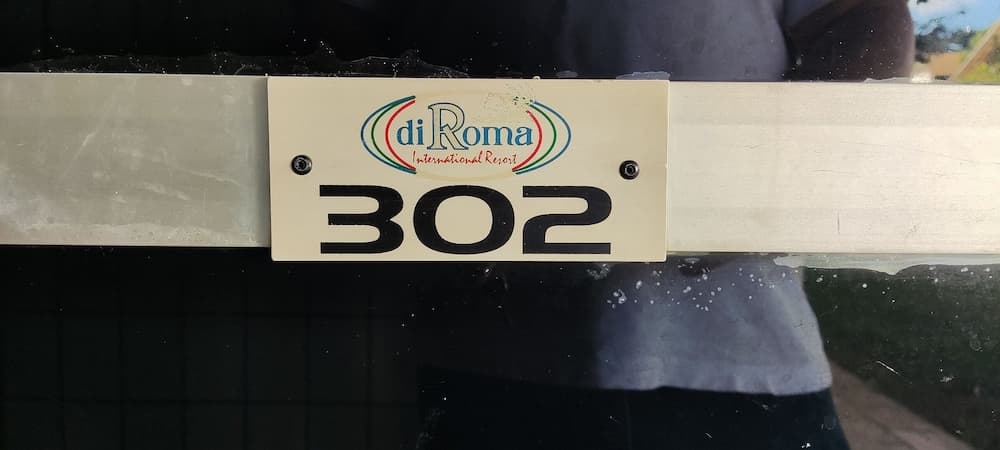 diRoma
International Resort
302